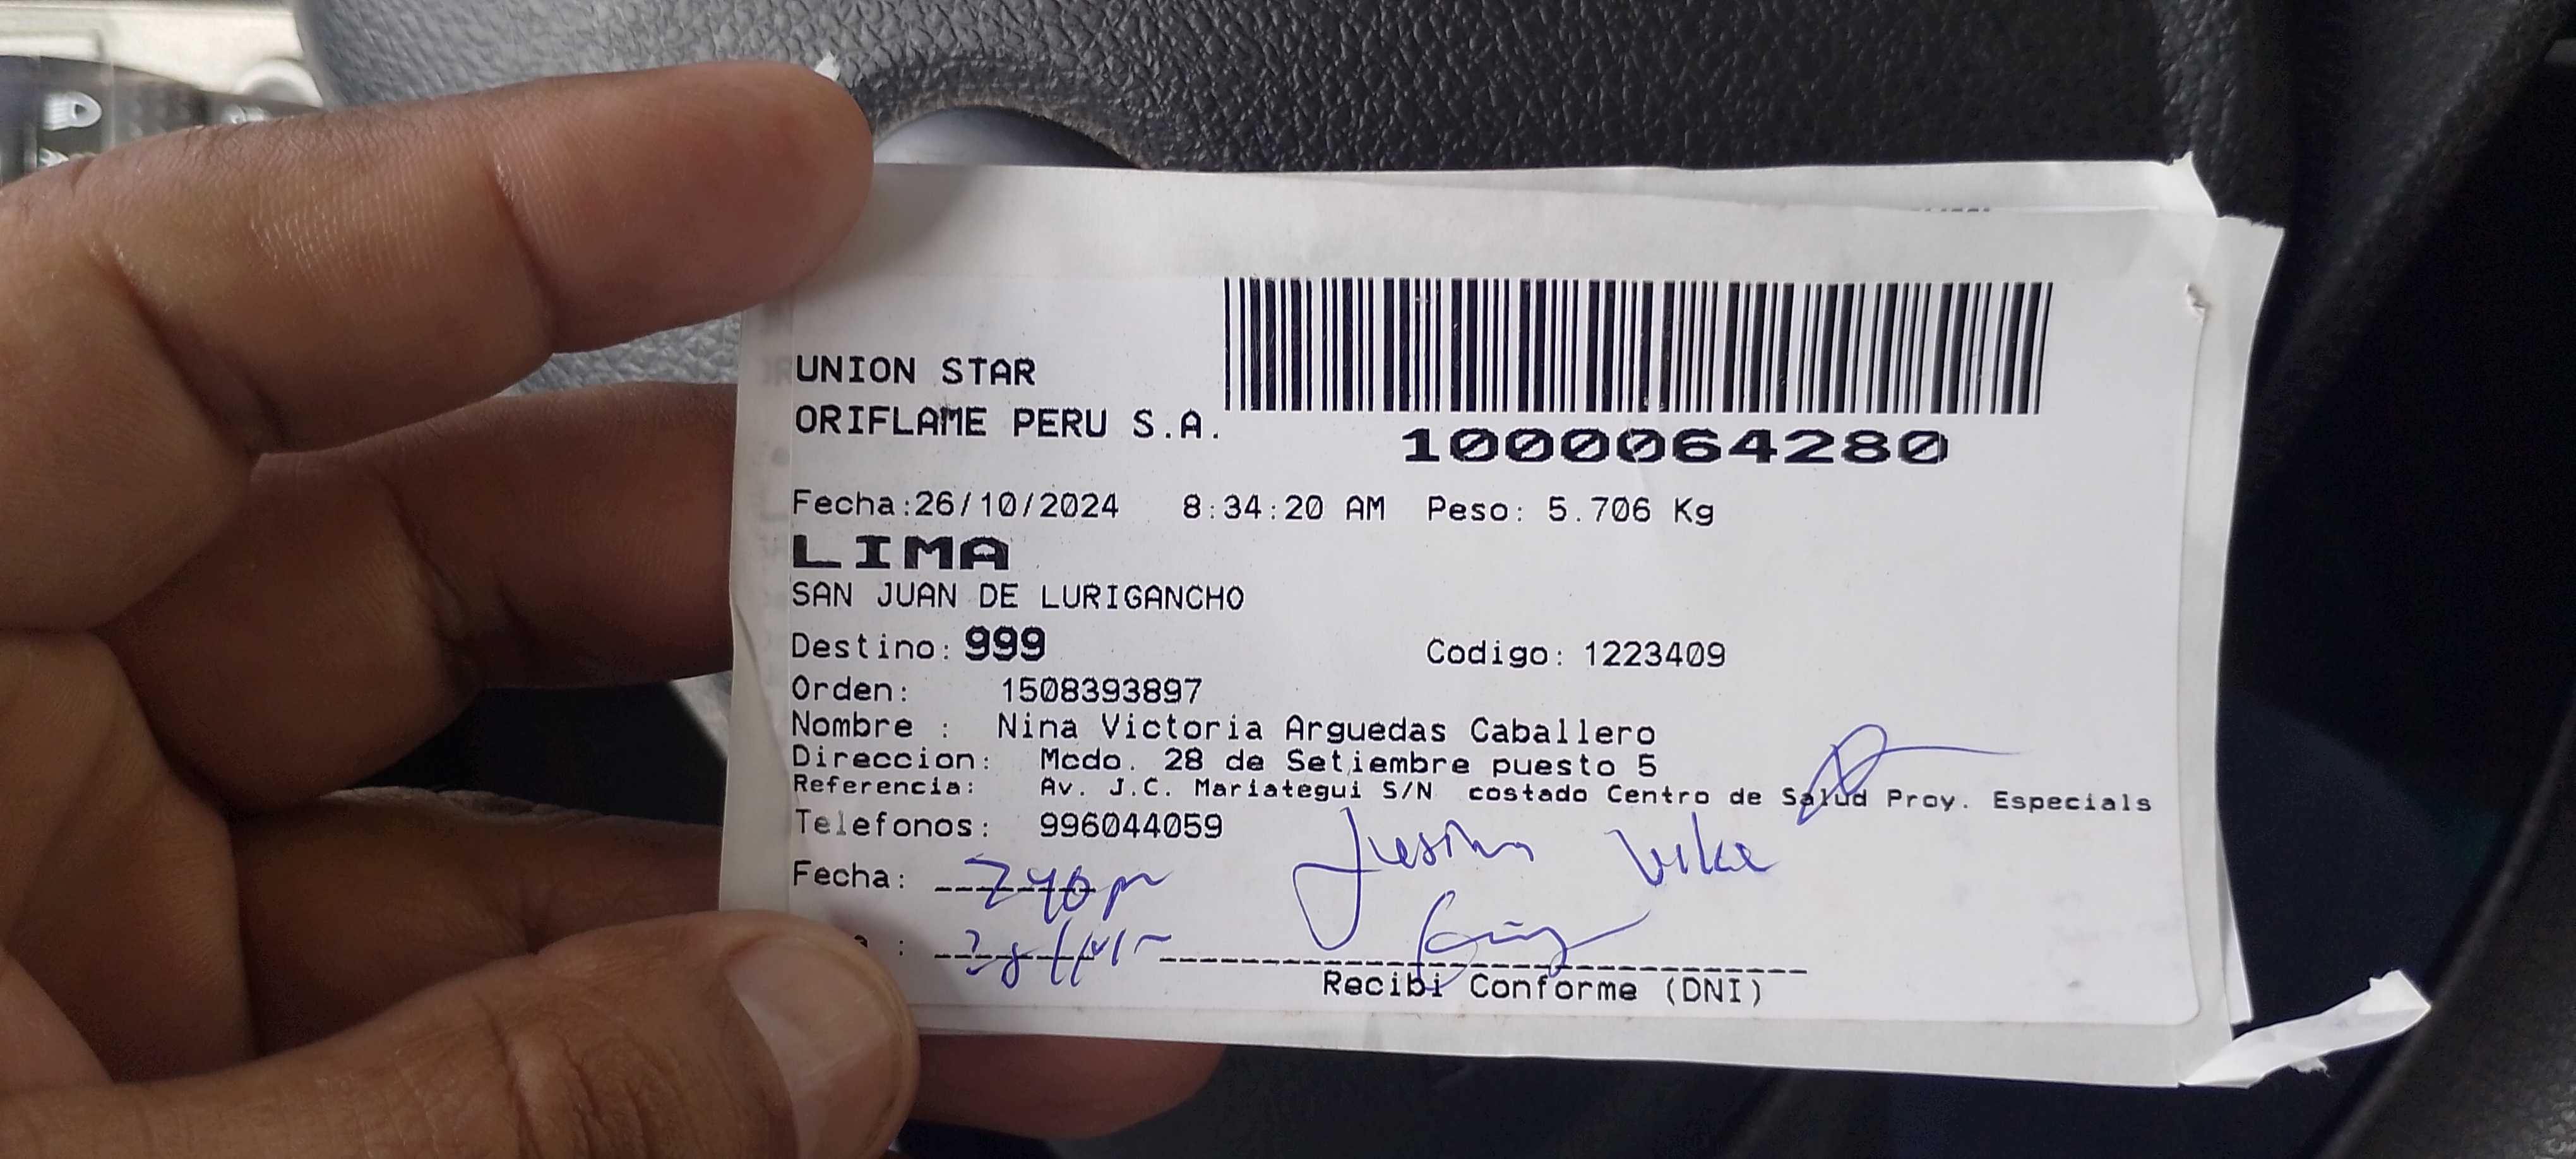 UNION STAR
ORIFLAME PERU S.A.
1000064280
Fecha:26/10/2024 8:34:20 AM Peso: 5.706 Kg
LIMA
SAN JUAN DE LURIGANCHO
Destino: 999 Codigo: 1223409
Orden: 1508393897
Nombre : Nina Victoria Arguedas Caballero
Direccion: Mcdo. 28 de Setiembre puesto 5
Referencia: Av. J.C. Mariategui S/N costado Centro de Salud Proy. Especials
Telefonos: 996044059
Fecha: 740p
:
Recibi Conforme (DNI)